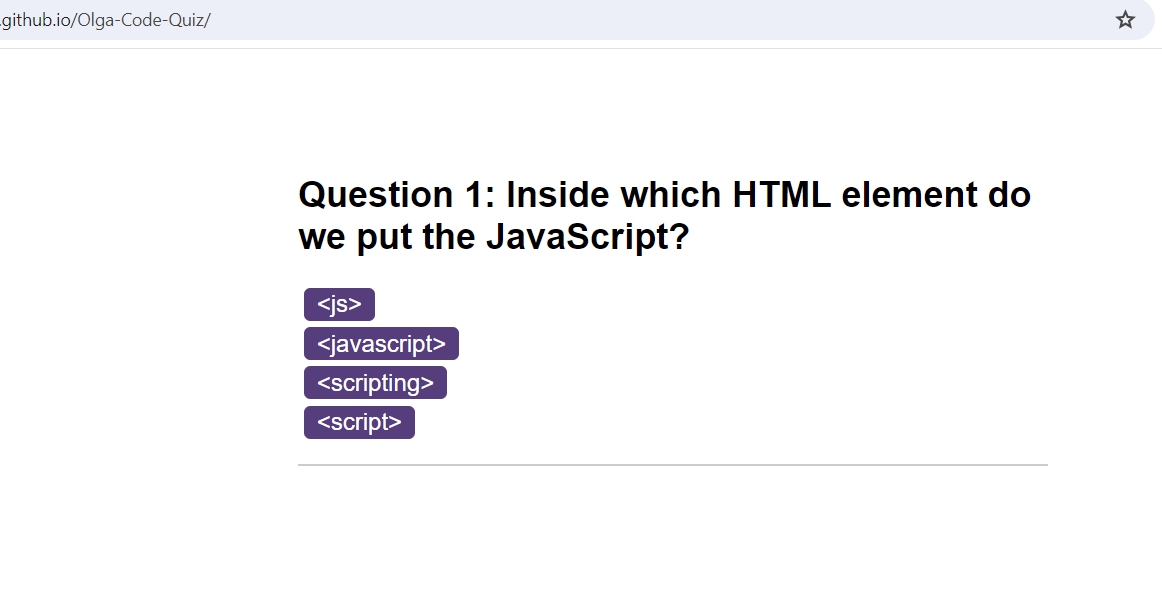 .github.io/Olga-Code-Quiz/
Question 1: Inside which HTML element do
we put the JavaScript?
<js>
<javascript>
<scripting>
<script>